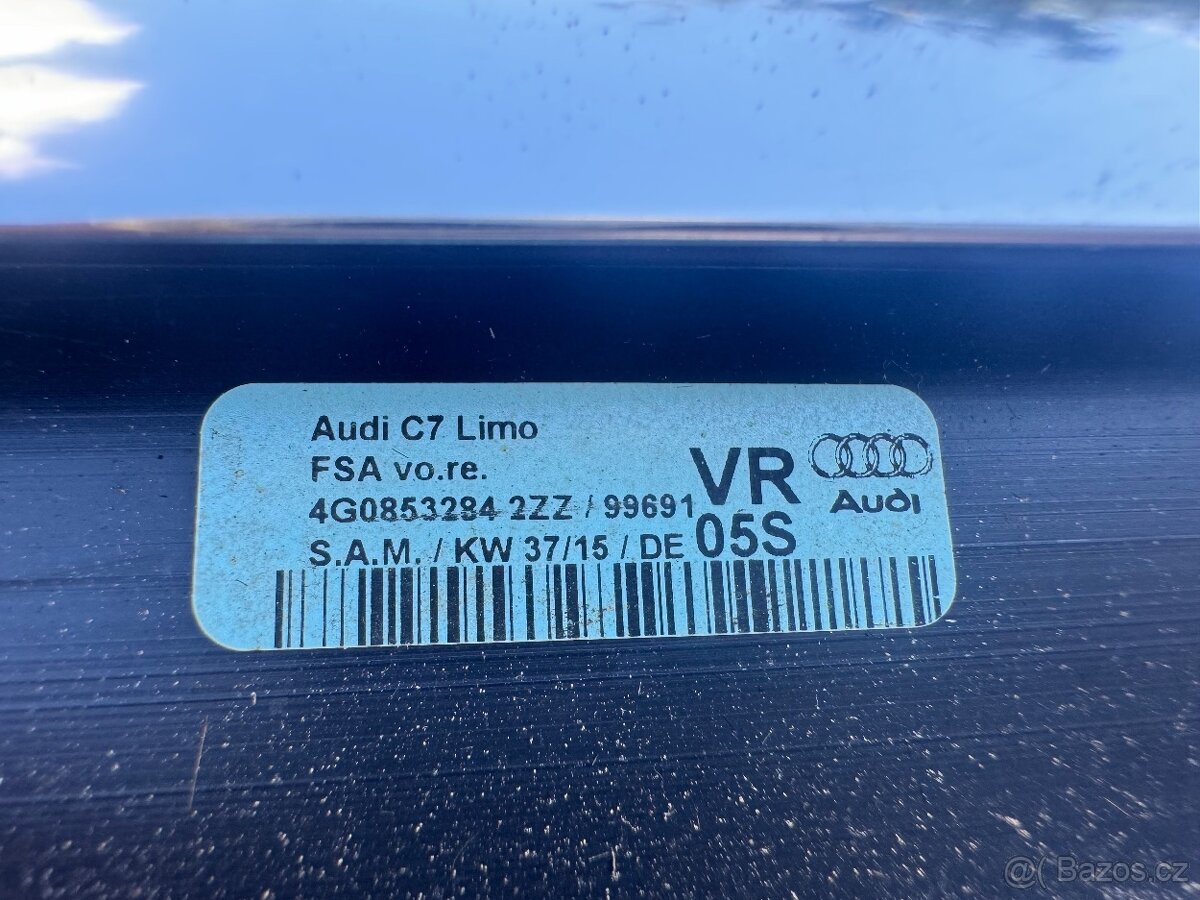 Audi C7 Limo
FSA vo.re.
4G0853284 2ZZ / 99691
S.A.M. / KW 37/15 / DE
VR
05S
Audi
@( Bazos.cz